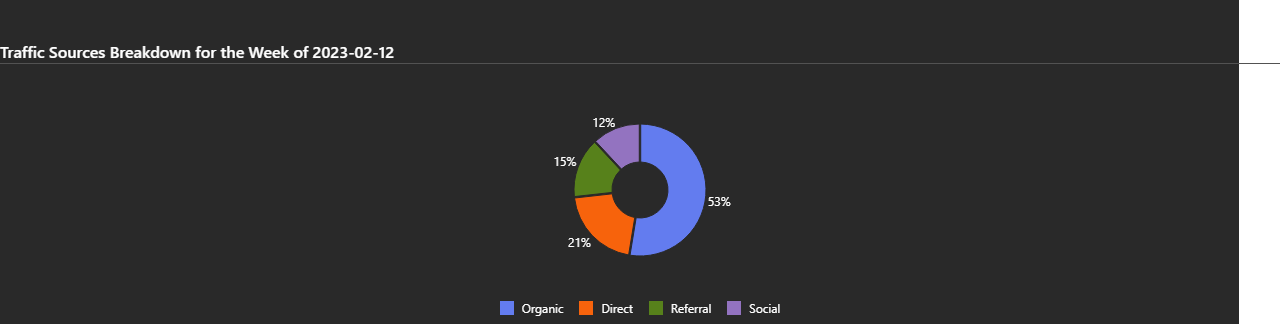 Traffic Sources Breakdown for the Week of 2023-02-12
12%
15%
53%
21%
Organic Direct Referral Social